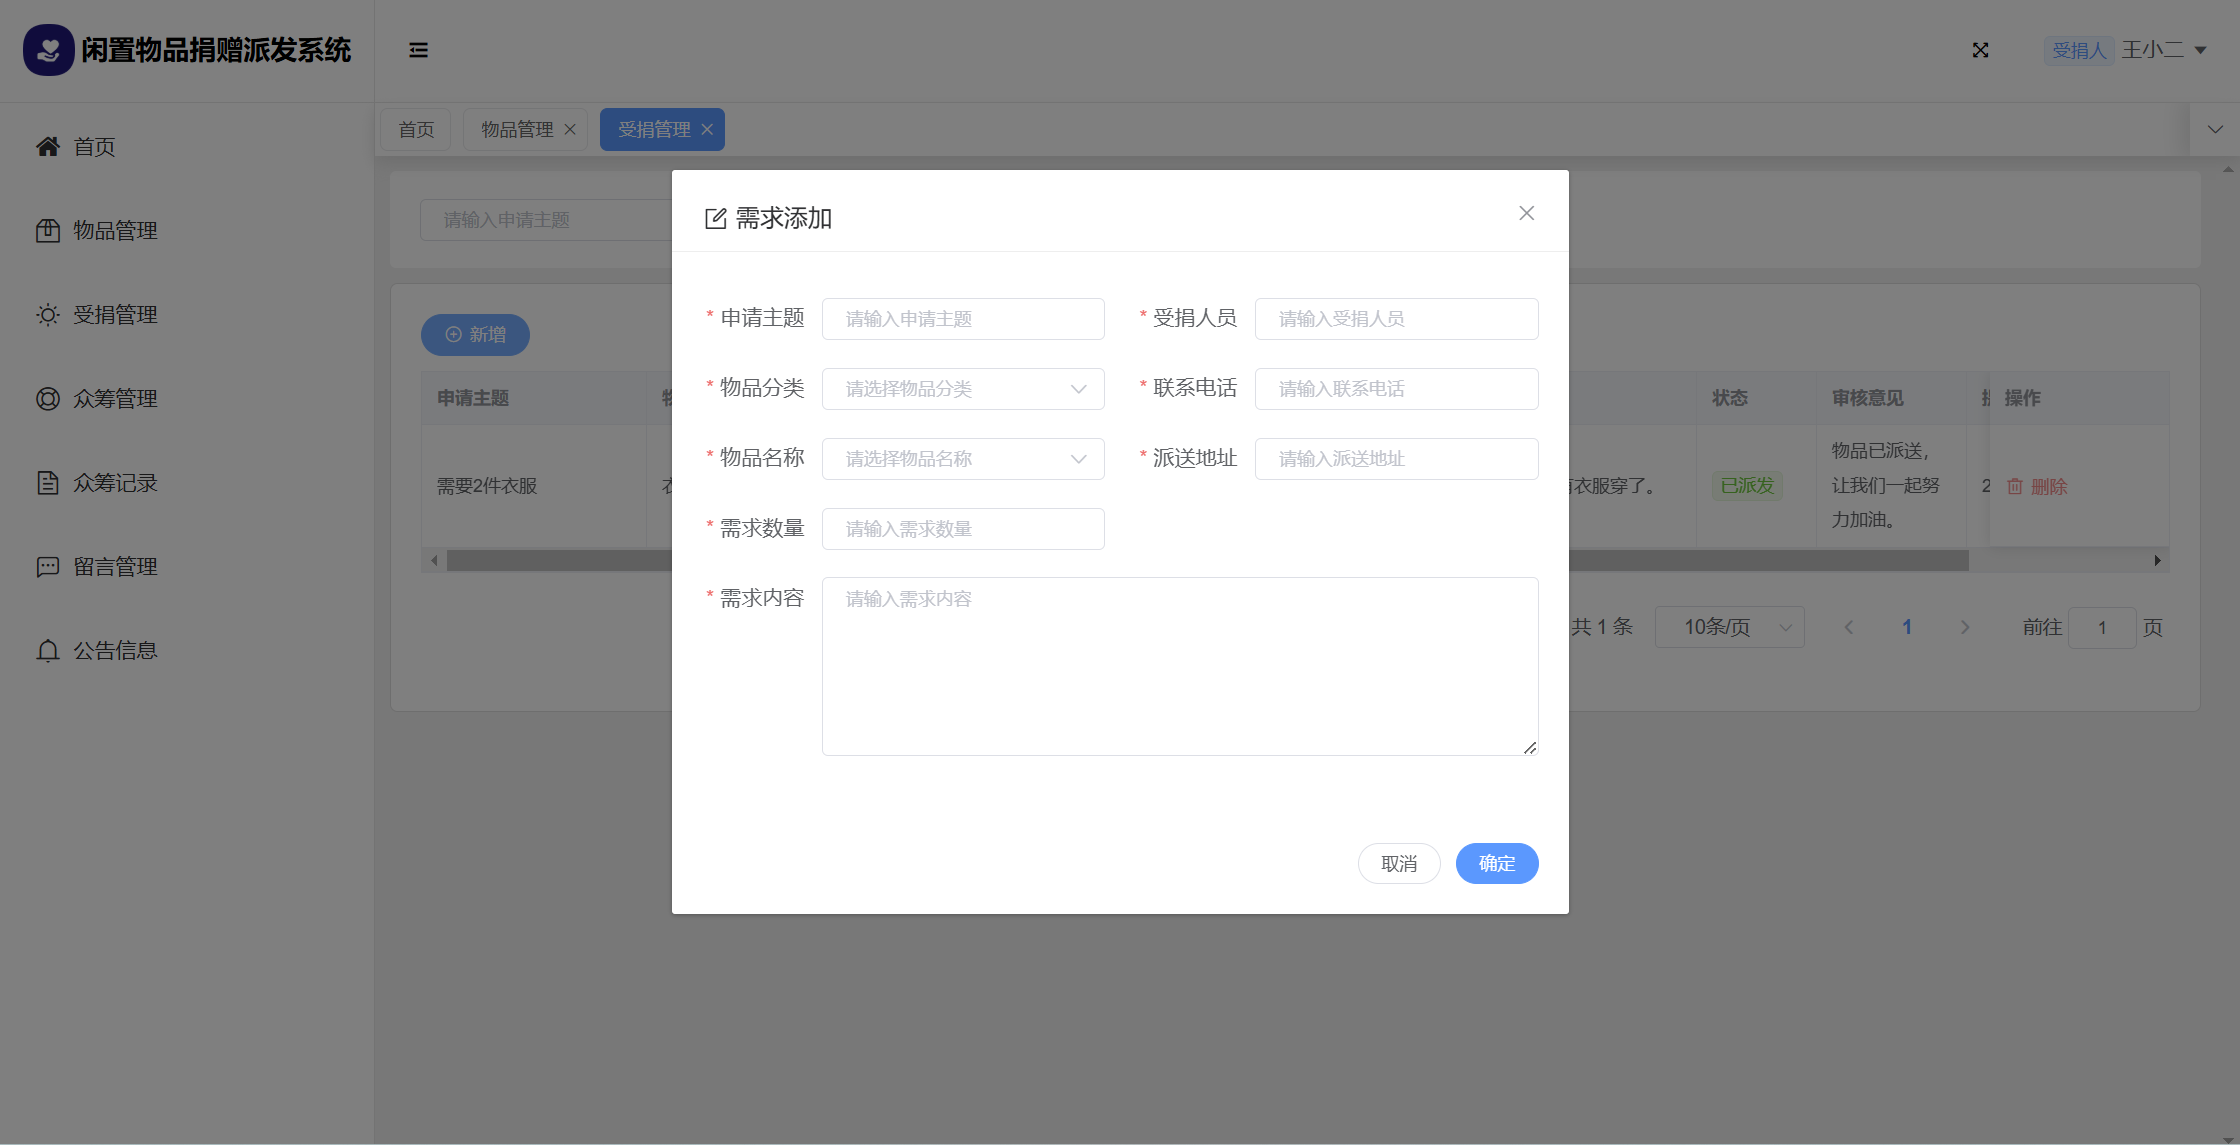 闲置物品捐赠派发系统
受捐人 王小二
首页
物品管理
受捐管理
众筹管理
众筹记录
留言管理
公告信息
首页 物品管理 受捐管理
请输入申请主题
新增
申请主题 状态 审核意见 操作
需要2件衣服 衣服穿了。 已派发 物品已派送,
让我们一起努
力加油。
2 删除
共 1 条 10条/页 1 前往 1 页
需求添加
* 申请主题 请输入申请主题 * 受捐人员 请输入受捐人员
* 物品分类 请选择物品分类 * 联系电话 请输入联系电话
* 物品名称 请选择物品名称 * 派送地址 请输入派送地址
* 需求数量 请输入需求数量
* 需求内容 请输入需求内容
取消 确定